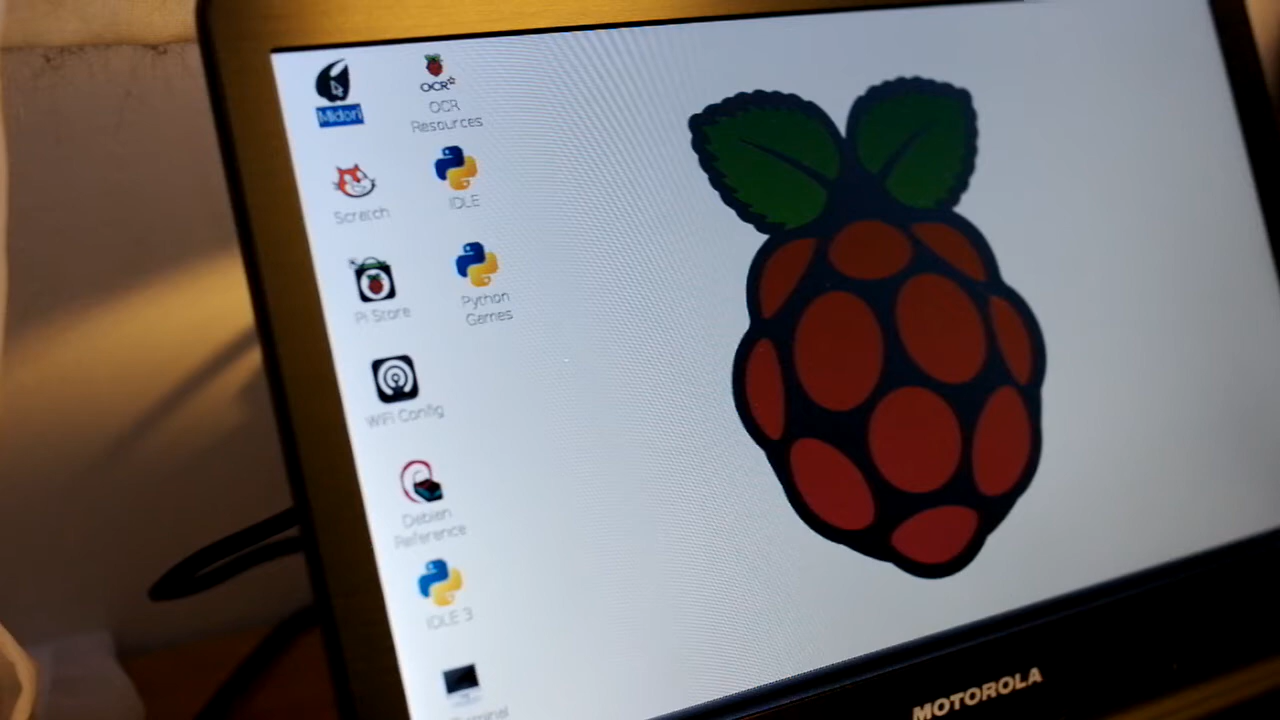 Midori
OCR
OCR
Resources
Scratch
IDLE
Pi Store
Python
Games
WiFi Config
Debian
Reference
IDLE 3
MOTOROLA